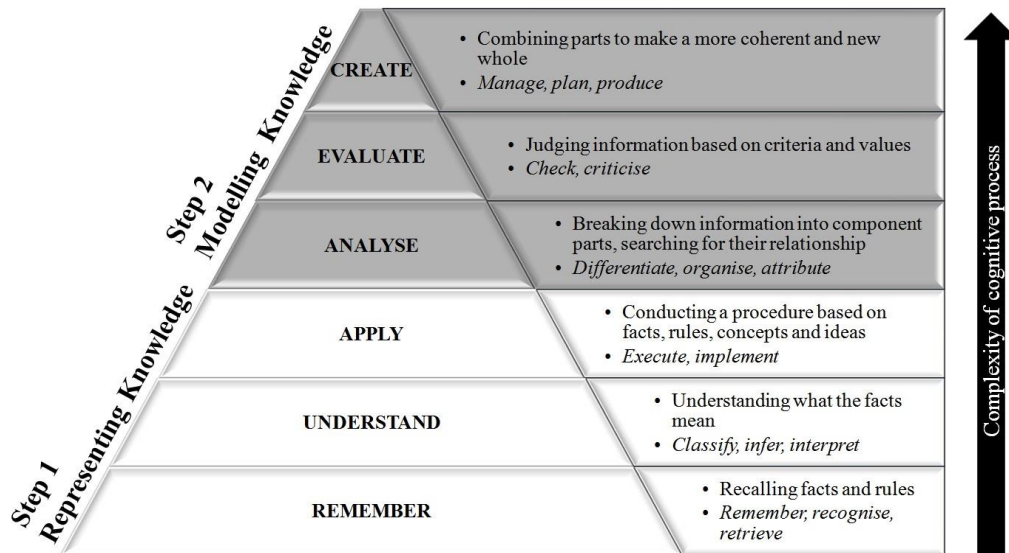 CREATE
• Combining parts to make a more coherent and new
whole
• Manage, plan, produce
EVALUATE
• Judging information based on criteria and values
• Check, criticise
ANALYSE
• Breaking down information into component
parts, searching for their relationship
• Differentiate, organise, attribute
APPLY
• Conducting a procedure based on
facts, rules, concepts and ideas
• Execute, implement
UNDERSTAND
• Understanding what the facts
mean
• Classify, infer, interpret
REMEMBER
• Recalling facts and rules
• Remember, recognise,
retrieve
Step 2
Modelling Knowledge
Step 1
Representing Knowledge
Complexity of cognitive process